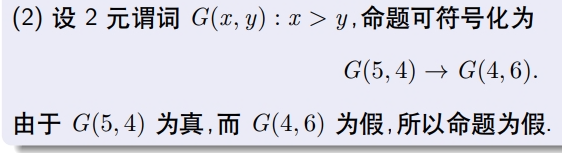 (2) 设 2 元谓词 G(x, y) : x > y,命题可符号化为
G(5, 4) → G(4, 6).
由于 G(5, 4) 为真,而 G(4, 6) 为假,所以命题为假.